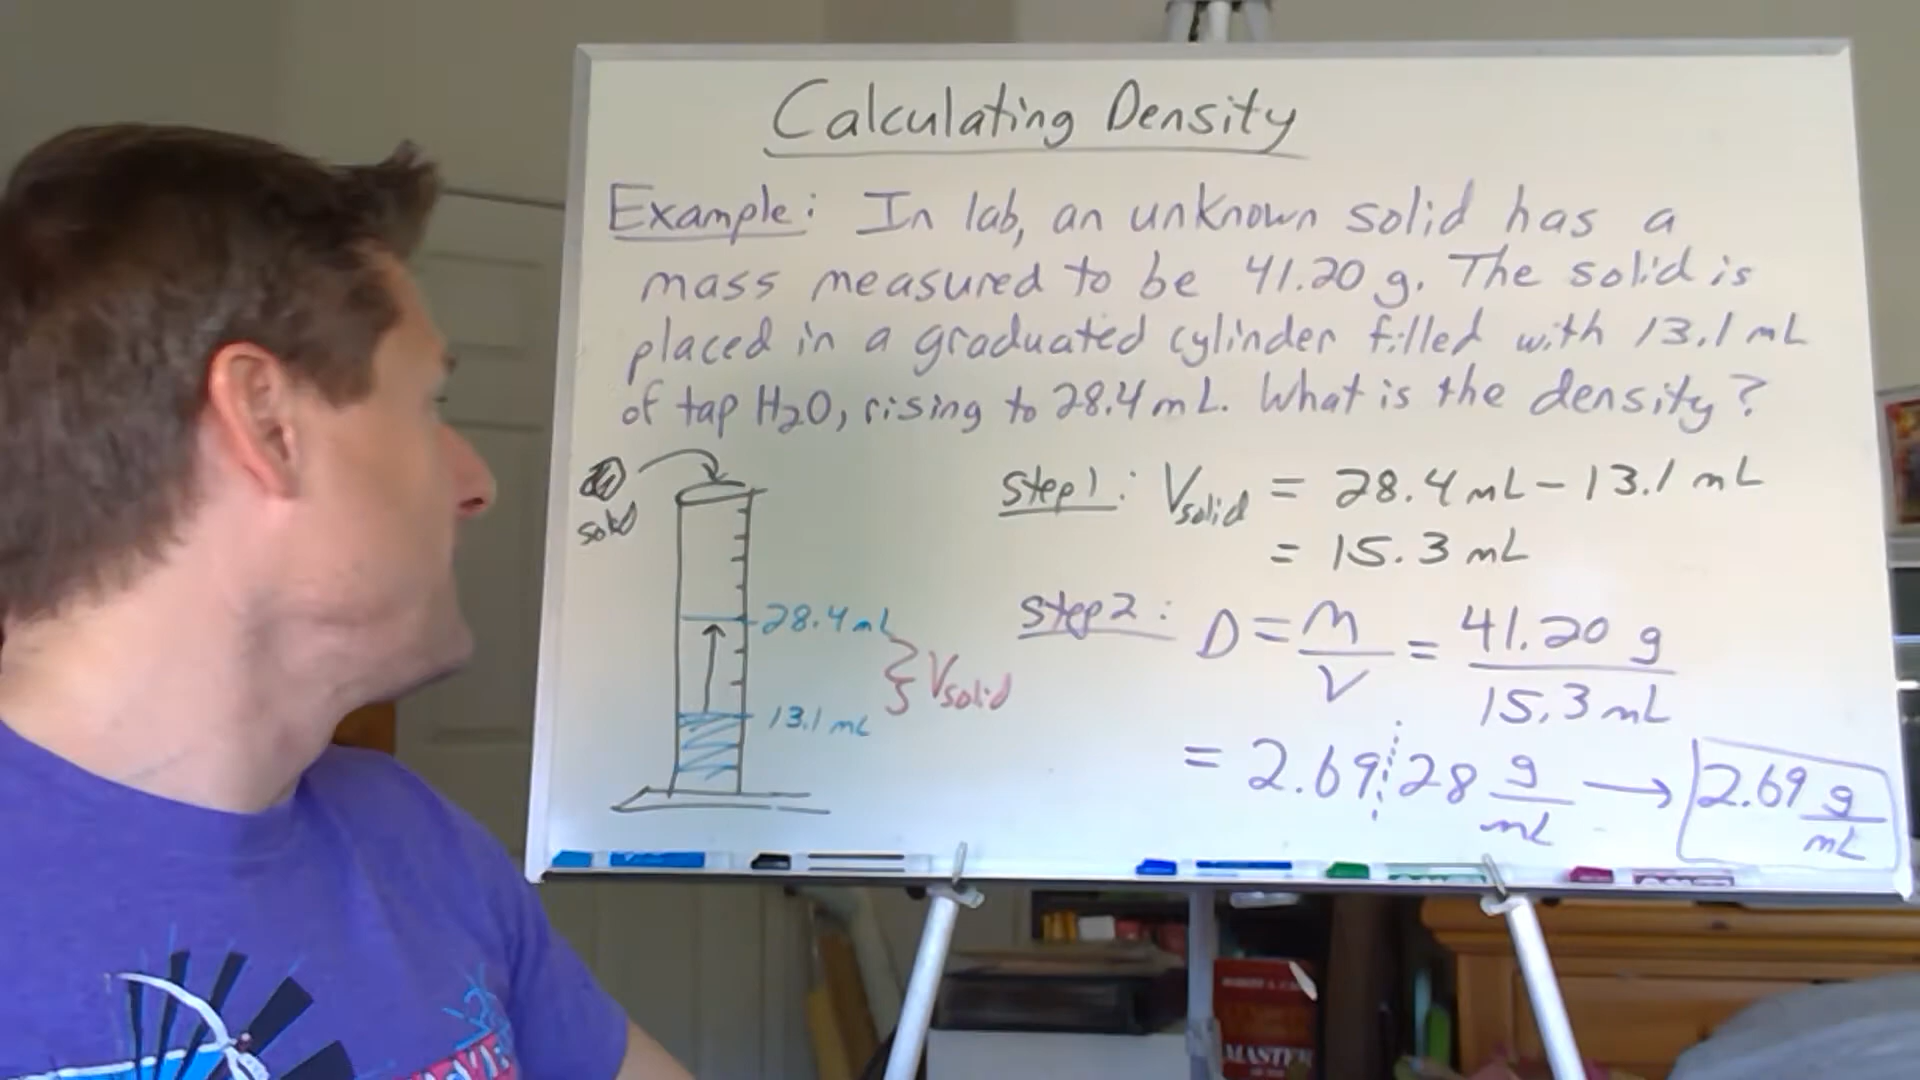 Calculating Density
Example: In lab, an unknown solid has a
mass measured to be 41.20 g. The solid is
placed in a graduated cylinder filled with 13.1 mL
of tap H2O, rising to 28.4 mL. What is the density?
solid
28.4 mL
Vsolid
13.1 mL
Step 1: Vsolid = 28.4 mL - 13.1 mL
= 15.3 mL
Step 2: D = m/V = 41.20 g / 15.3 mL
= 2.6928 g/mL → 2.69 g/mL
MASTER